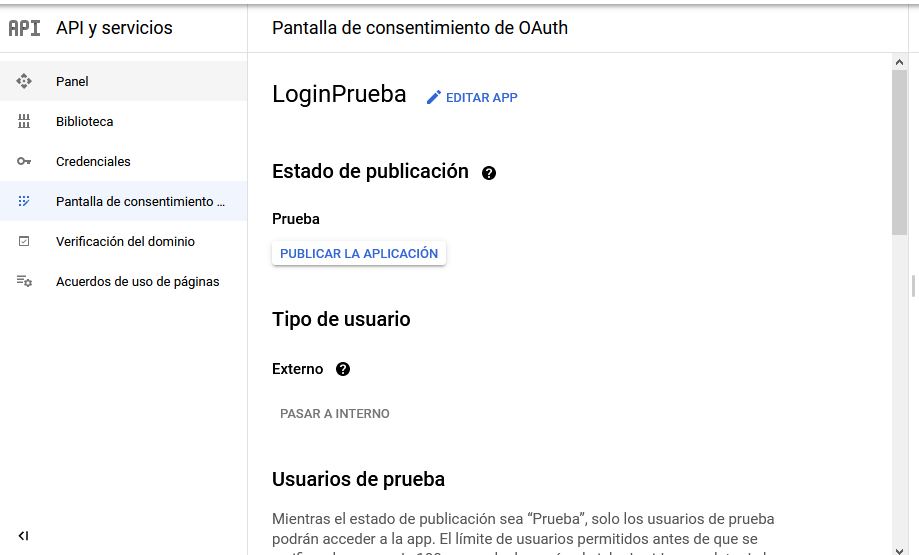 API API y servicios
Pantalla de consentimiento de OAuth
Panel
Biblioteca
Credenciales
Pantalla de consentimiento ...
Verificación del dominio
Acuerdos de uso de páginas
LoginPrueba EDITAR APP
Estado de publicación
Prueba
PUBLICAR LA APLICACIÓN
Tipo de usuario
Externo
PASAR A INTERNO
Usuarios de prueba
Mientras el estado de publicación sea “Prueba”, solo los usuarios de prueba
podrán acceder a la app. El límite de usuarios permitidos antes de que se